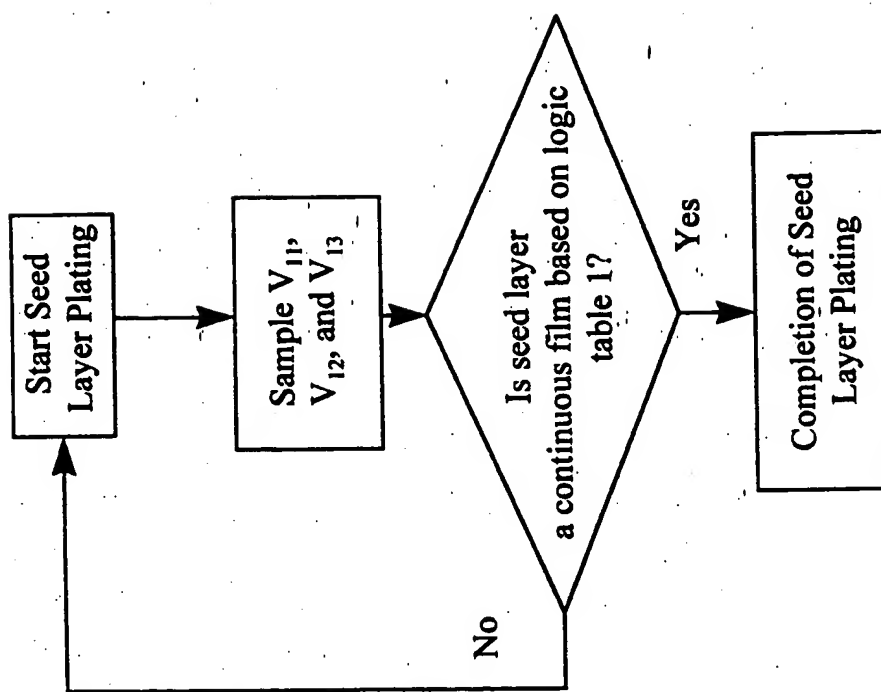 Start Seed
Layer Plating
Sample V₁₁,
V₁₂, and V₁₃
Is seed layer
a continuous film based on logic
table 1?
No
Yes
Completion of Seed
Layer Plating